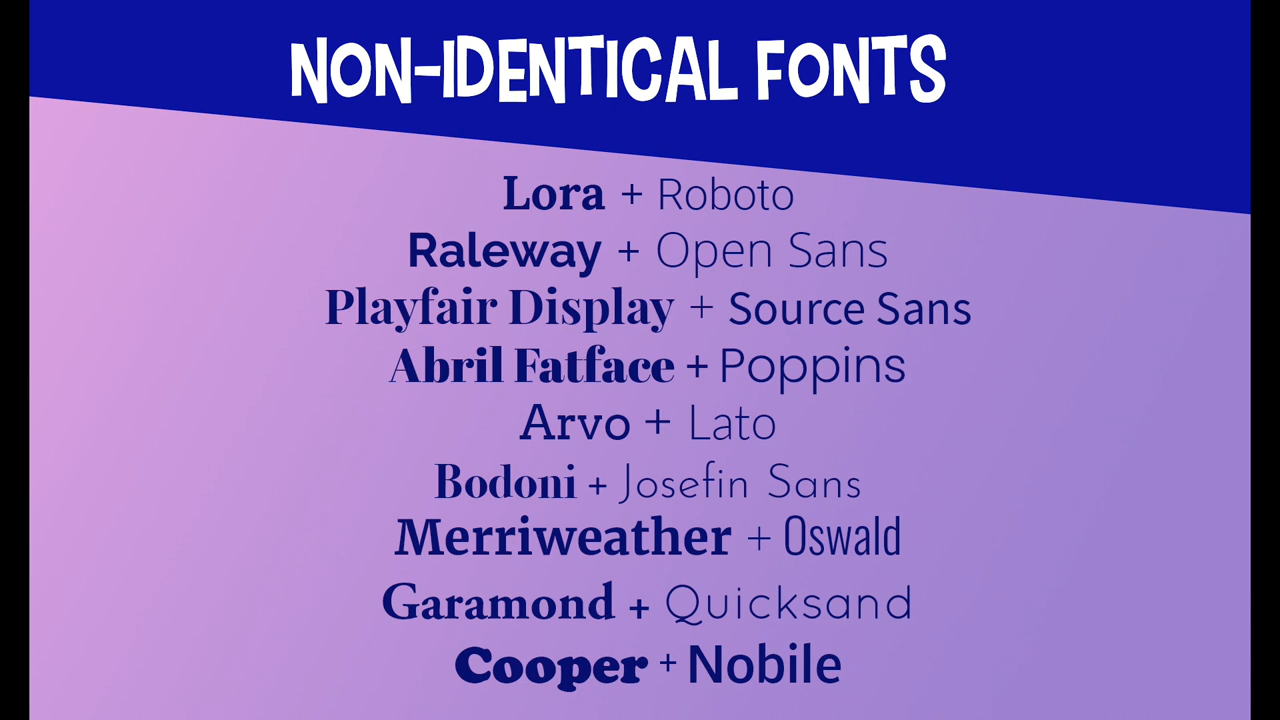 NON-IDENTICAL FONTS
Lora + Roboto
Raleway + Open Sans
Playfair Display + Source Sans
Abril Fatface + Poppins
Arvo + Lato
Bodoni + Josefin Sans
Merriweather + Oswald
Garamond + Quicksand
Cooper + Nobile